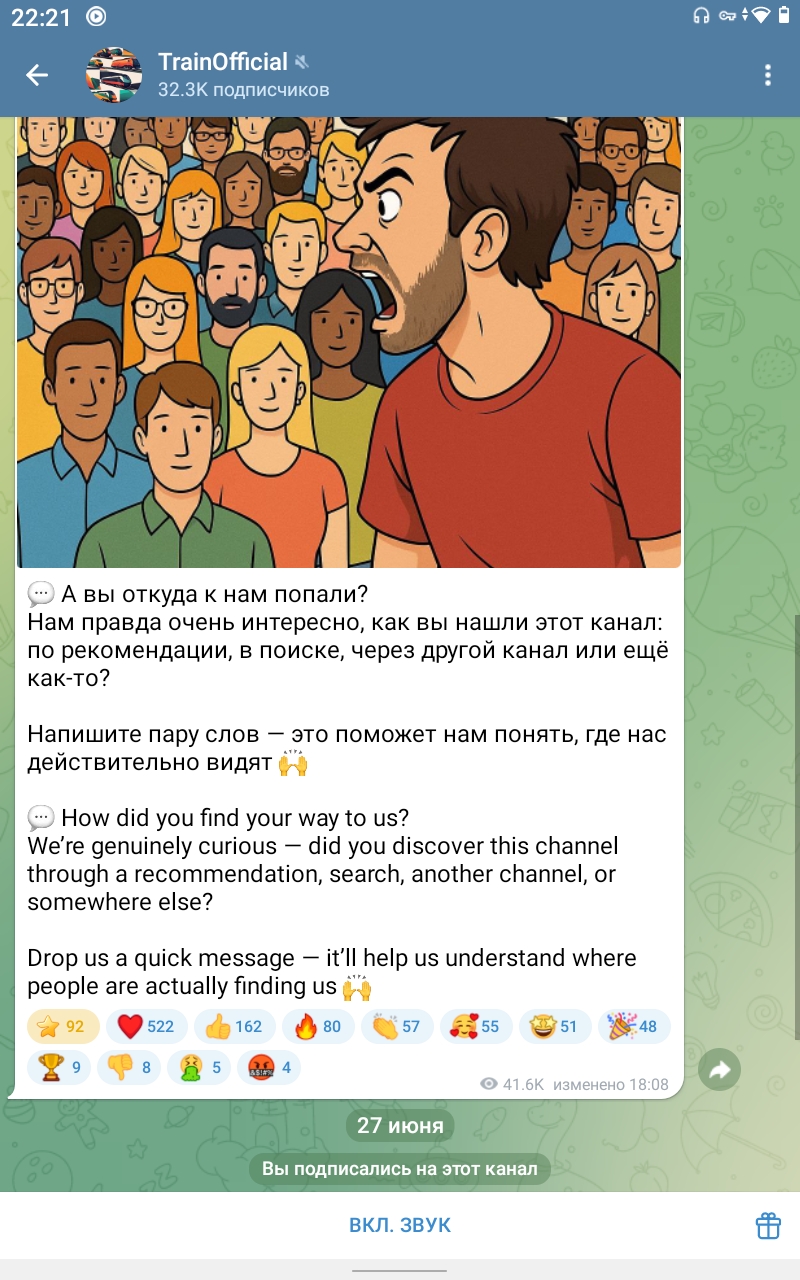 22:21
TrainOfficial
32.3K подписчиков
💬 А вы откуда к нам попали?
Нам правда очень интересно, как вы нашли этот канал:
по рекомендации, в поиске, через другой канал или ещё
как-то?
Напишите пару слов — это поможет нам понять, где нас
действительно видят 🙌
💬 How did you find your way to us?
We’re genuinely curious — did you discover this channel
through a recommendation, search, another channel, or
somewhere else?
Drop us a quick message — it’ll help us understand where
people are actually finding us 🙌
⭐ 92 ❤️ 522 👍 162 🔥 80 👏 57 🥰 55 🤩 51 🎉 48
🏆 9 👎 8 🤮 5 🤬 4
41.6K изменено 18:08
27 июня
Вы подписались на этот канал
ВКЛ. ЗВУК